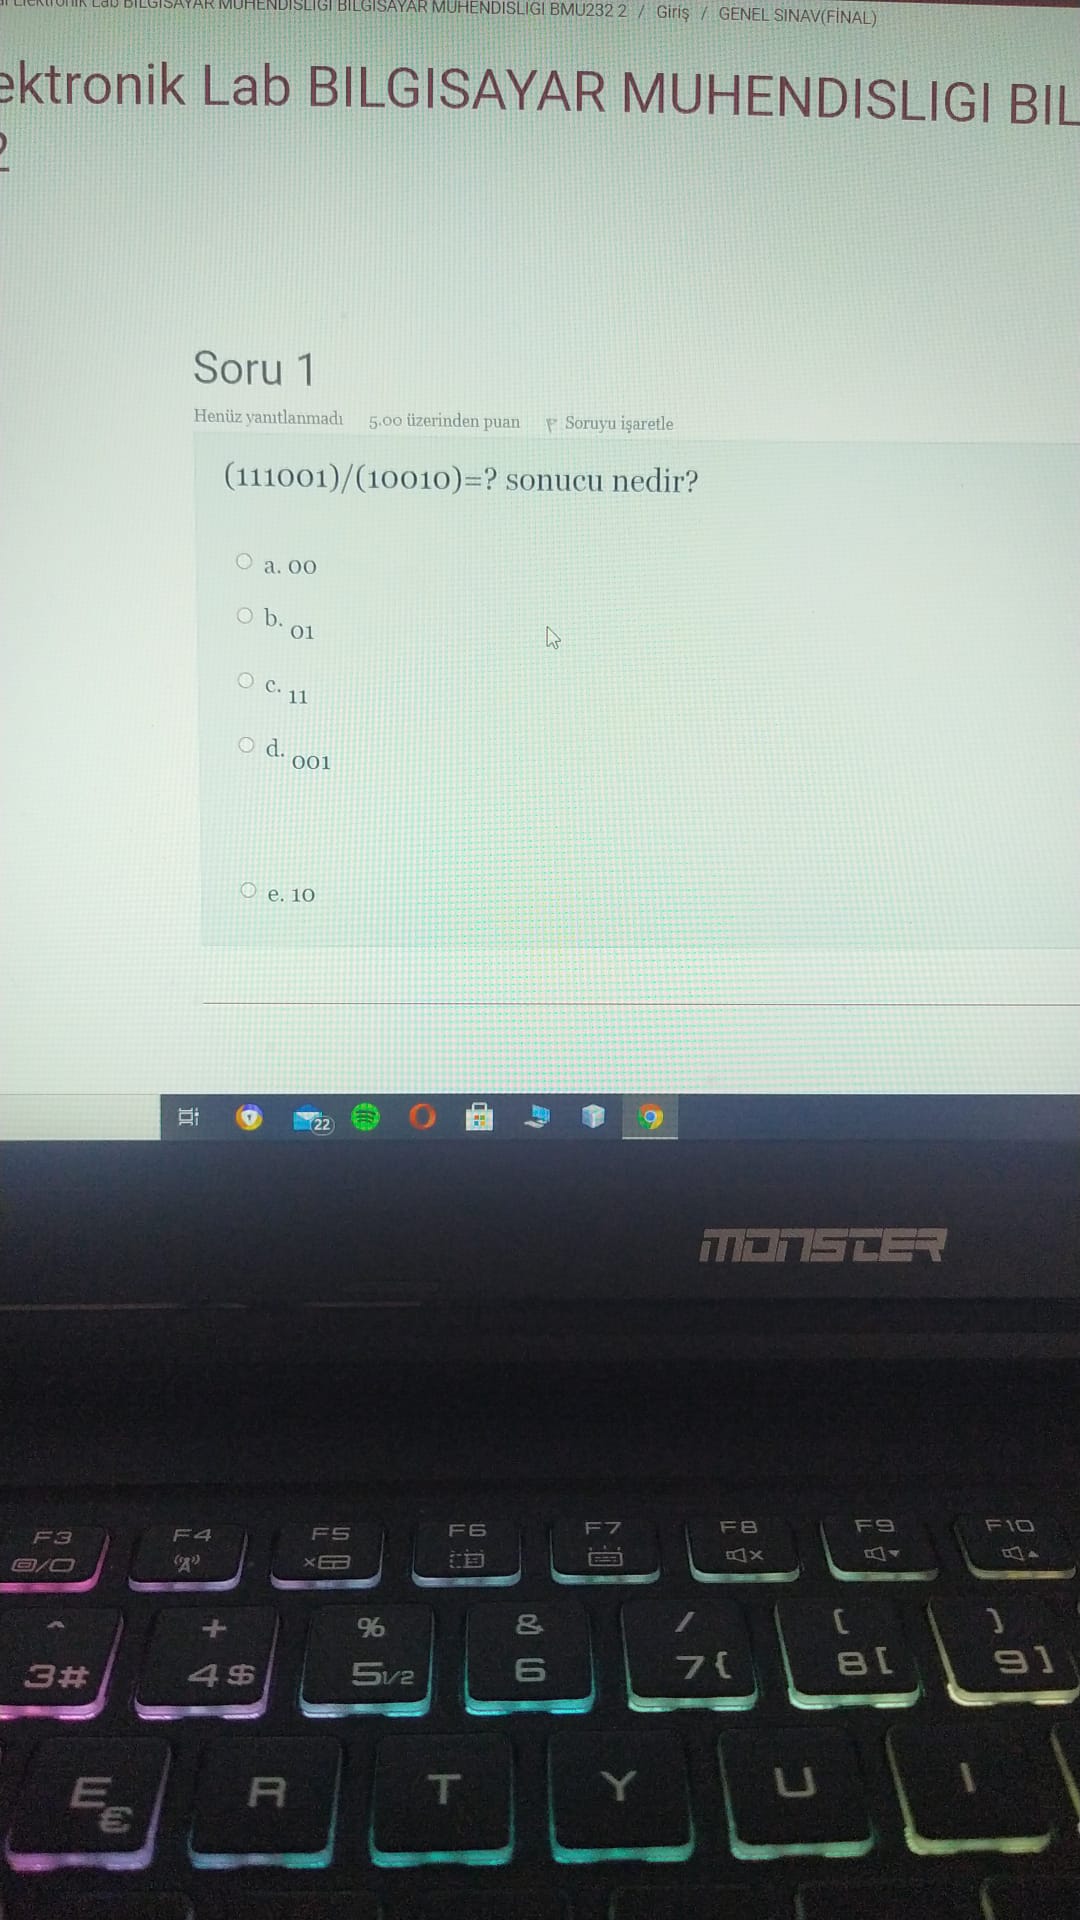 Lab BILGISAYAR MUHENDISLIGI BILGISAYAR MUHENDISLIGI BMU232 2 / Giriş / GENEL SINAV(FİNAL)
ektronik Lab BILGISAYAR MUHENDISLIGI BIL
2
Soru 1
Henüz yanıtlanmadı 5.00 üzerinden puan Soruyu işaretle
(111001)/(10010)=? sonucu nedir?
a. 00
b. 01
c. 11
d. 001
e. 10
22
MONSTER
F3 F4 F5 F6 F7 F8 F9 F10
^ + % & / ( )
3# 4$ 51/2 6 7{ 8[ 9]
E€ R T Y U I